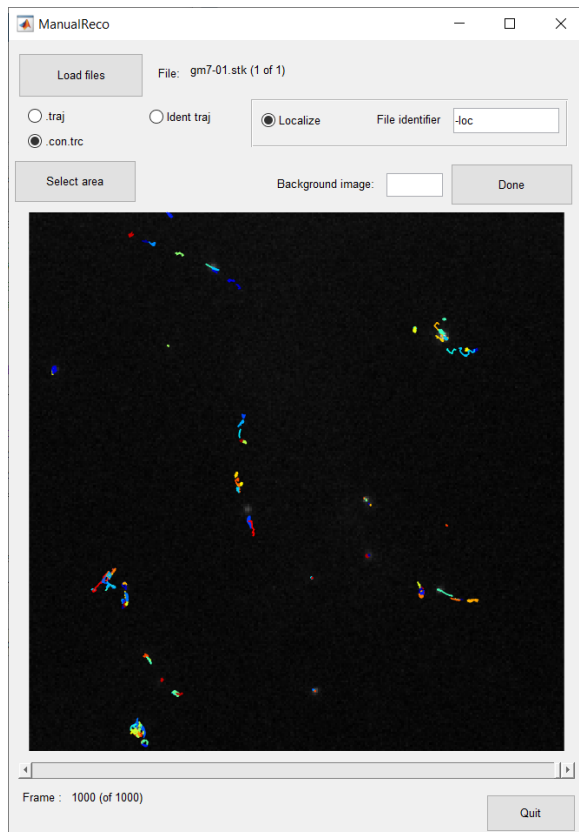 ManualReco
Load files
File: gm7-01.stk (1 of 1)
.traj
Ident traj
Localize
File identifier
-loc
.con.trc
Select area
Background image:
Done
Frame : 1000 (of 1000)
Quit